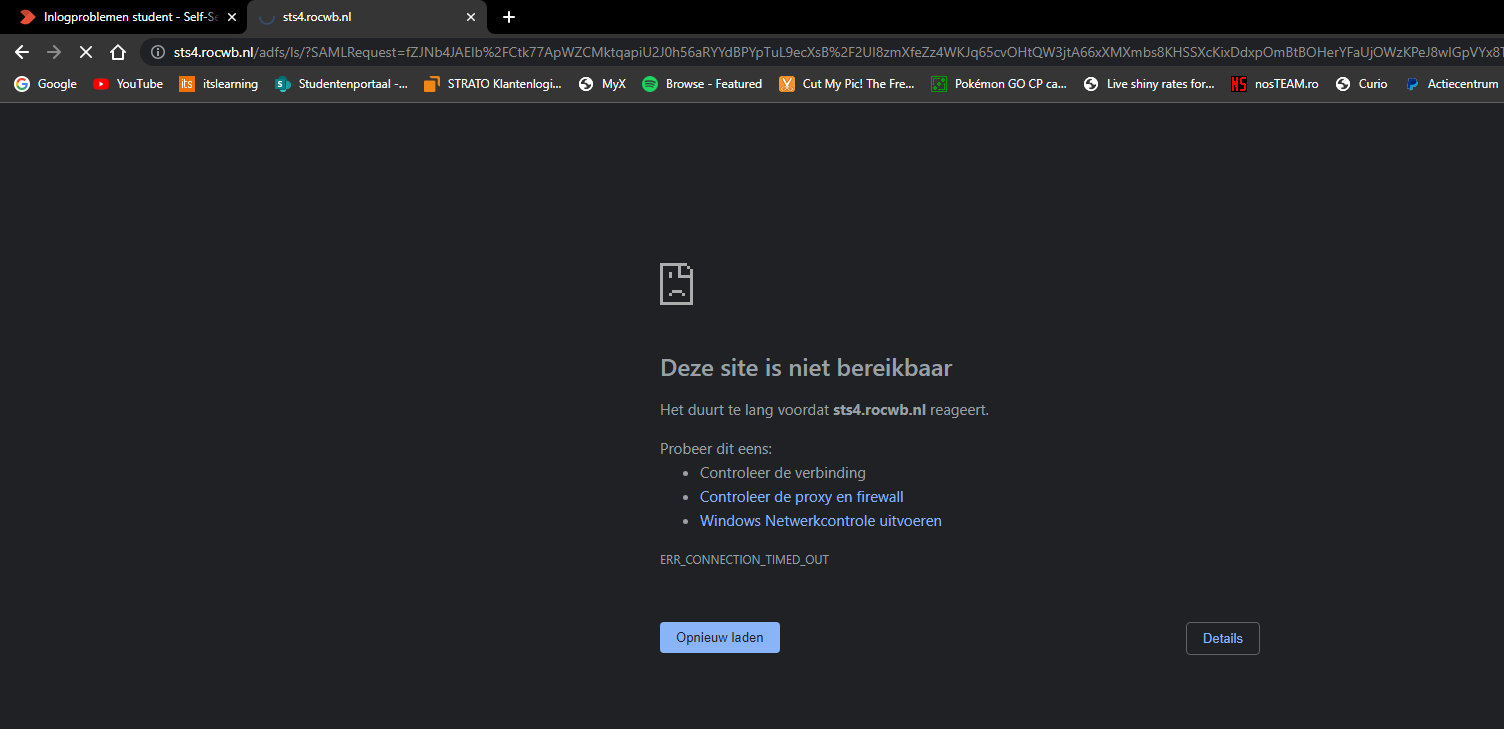 Inlogproblemen student - Self-Se
sts4.rocwb.nl
sts4.rocwb.nl/adfs/ls/?SAMLRequest=fZJNb4JAEIb%2FCtk77ApWZCMktqapiU2J0h56aRYYdBPYpTuL9ecXsB%2F2UI8zmXfeZz4WKJq65cvOHtQW3jtA66xXMXmbs8KHSSXcKixDdxpOmBtBOHerYFaUjOWzKPeJ8wIGpVYx8T
Google YouTube its itslearning Studentenportaal -... STRATO Klantenlogi... MyX Browse - Featured Cut My Pic! The Fre... Pokémon GO CP ca... Live shiny rates for... NS nosTEAM.ro Curio Actiecentrum
Deze site is niet bereikbaar
Het duurt te lang voordat sts4.rocwb.nl reageert.
Probeer dit eens:
• Controleer de verbinding
• Controleer de proxy en firewall
• Windows Netwerkcontrole uitvoeren
ERR_CONNECTION_TIMED_OUT
Opnieuw laden Details